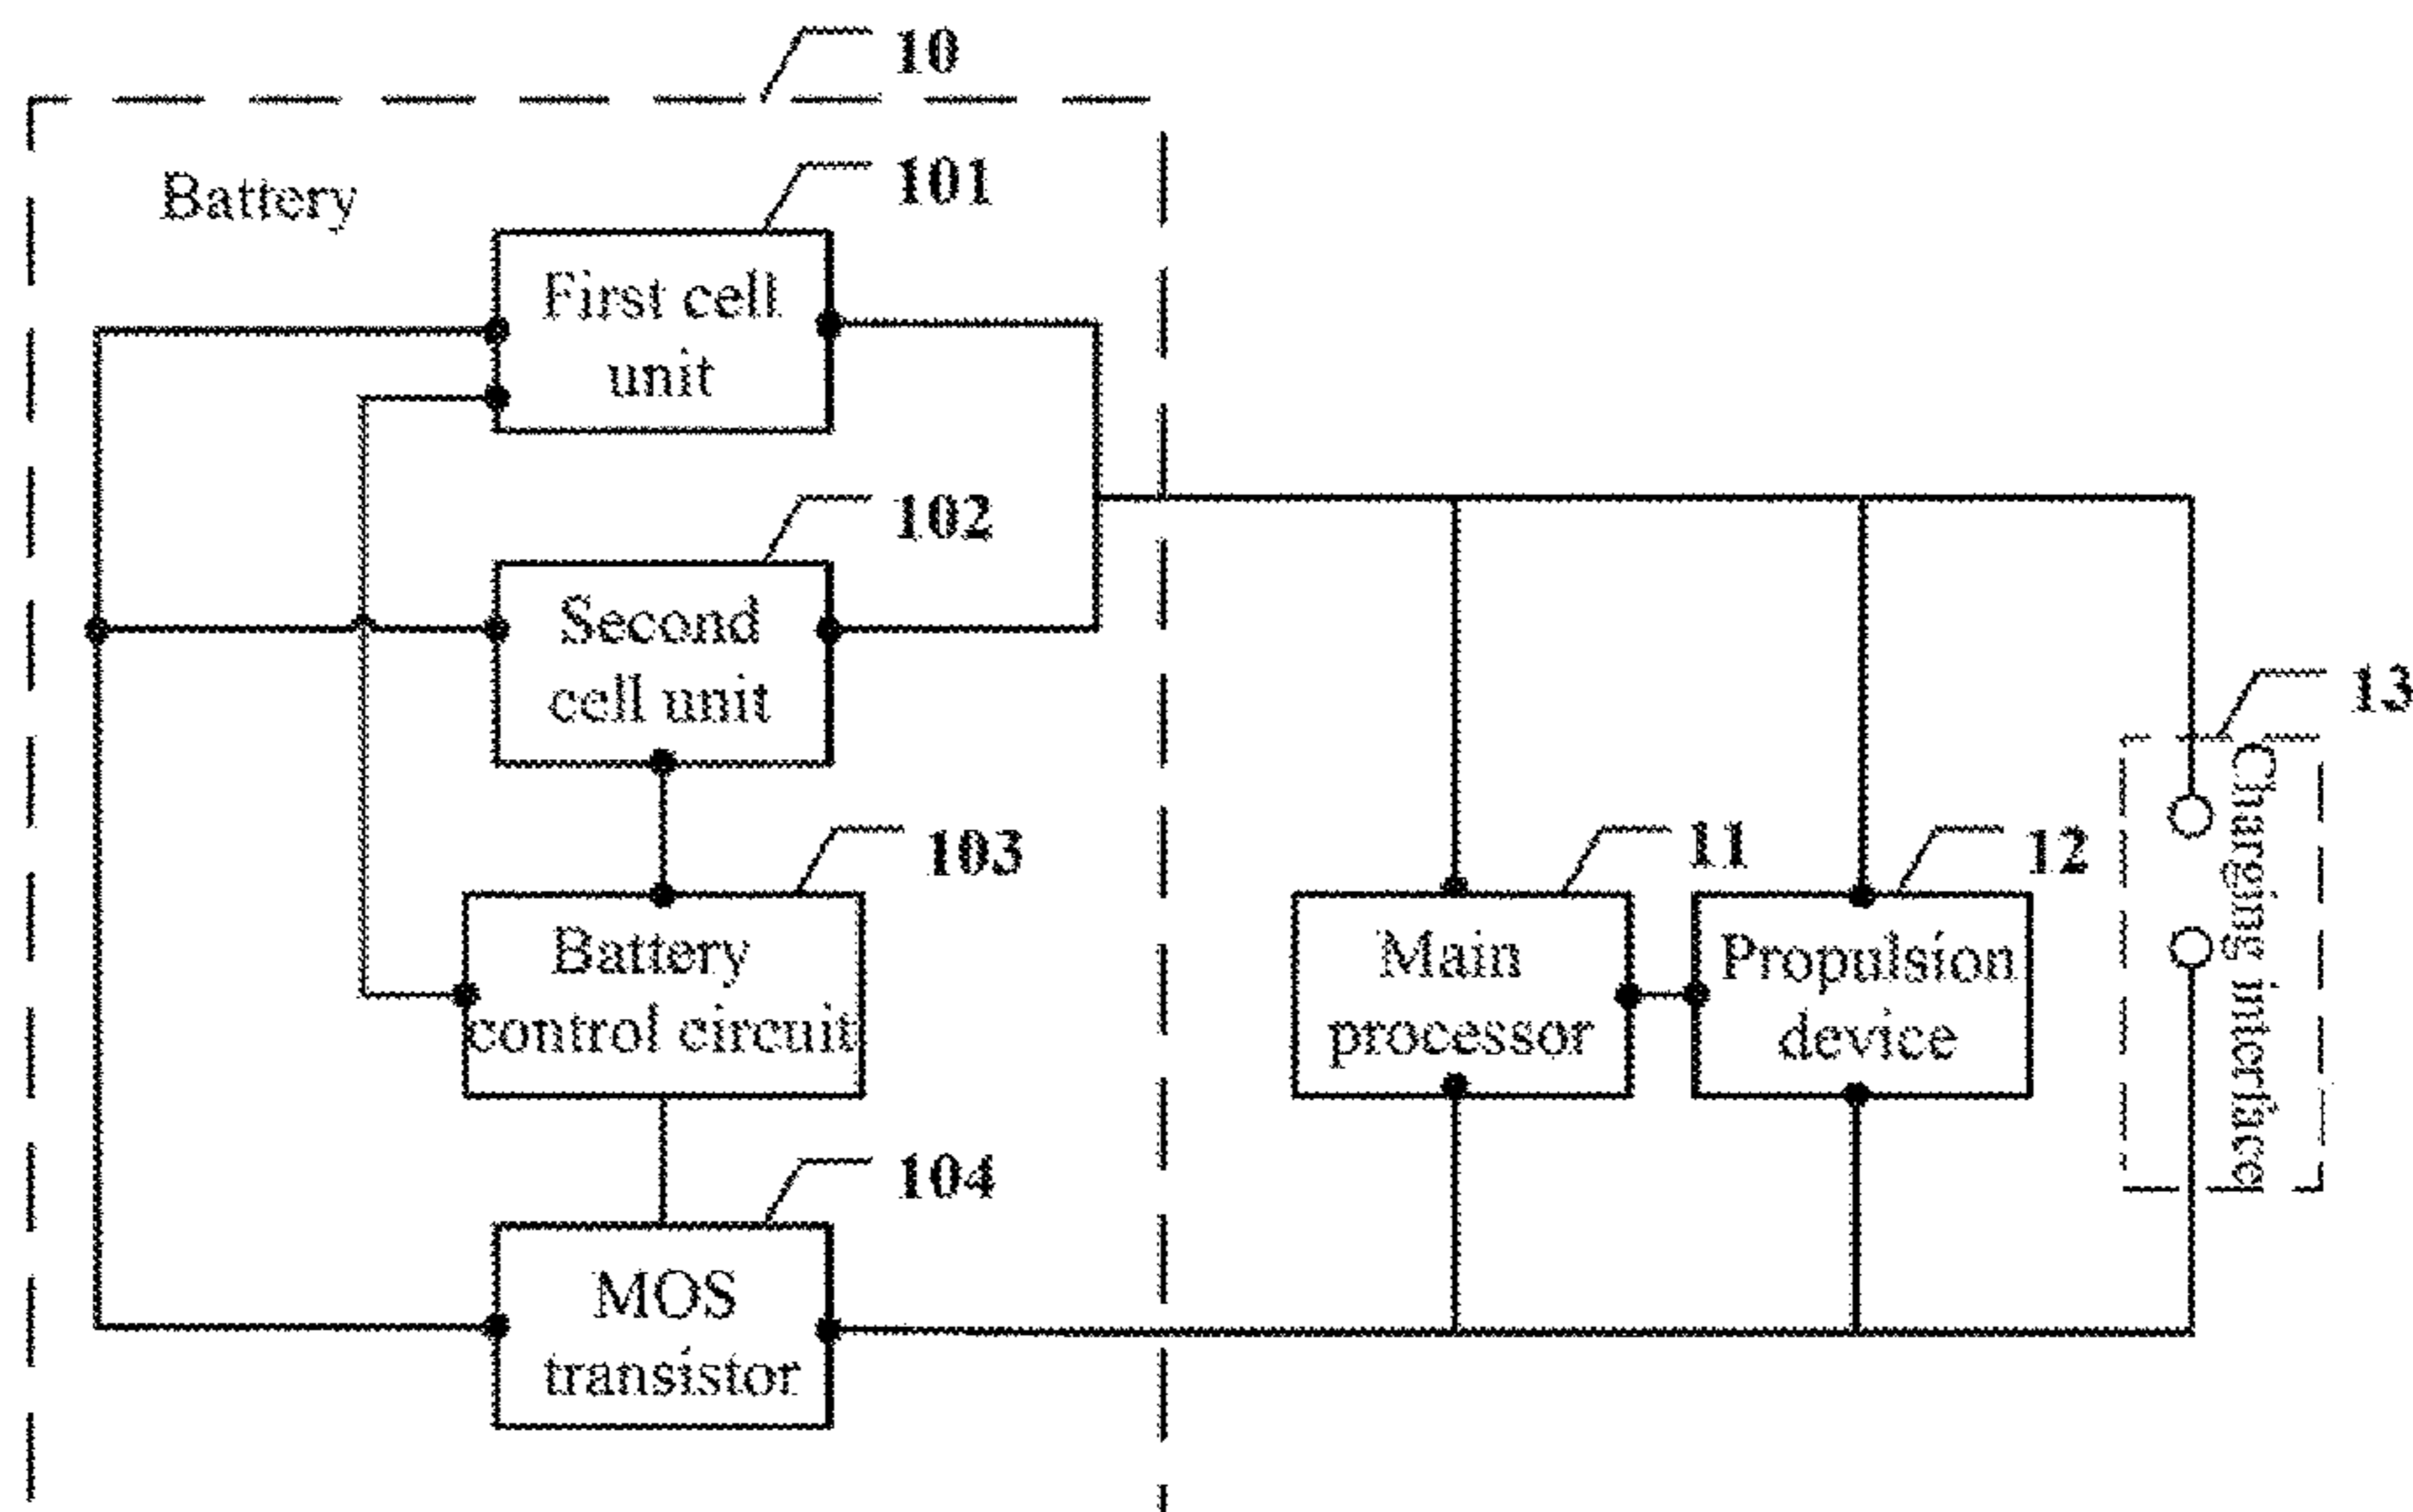 10
Battery
101
First cell
unit
102
Second
cell unit
13
Charging interface
103
11
12
Battery
control circuit
Main
processor
Propulsion
device
104
MOS
transistor